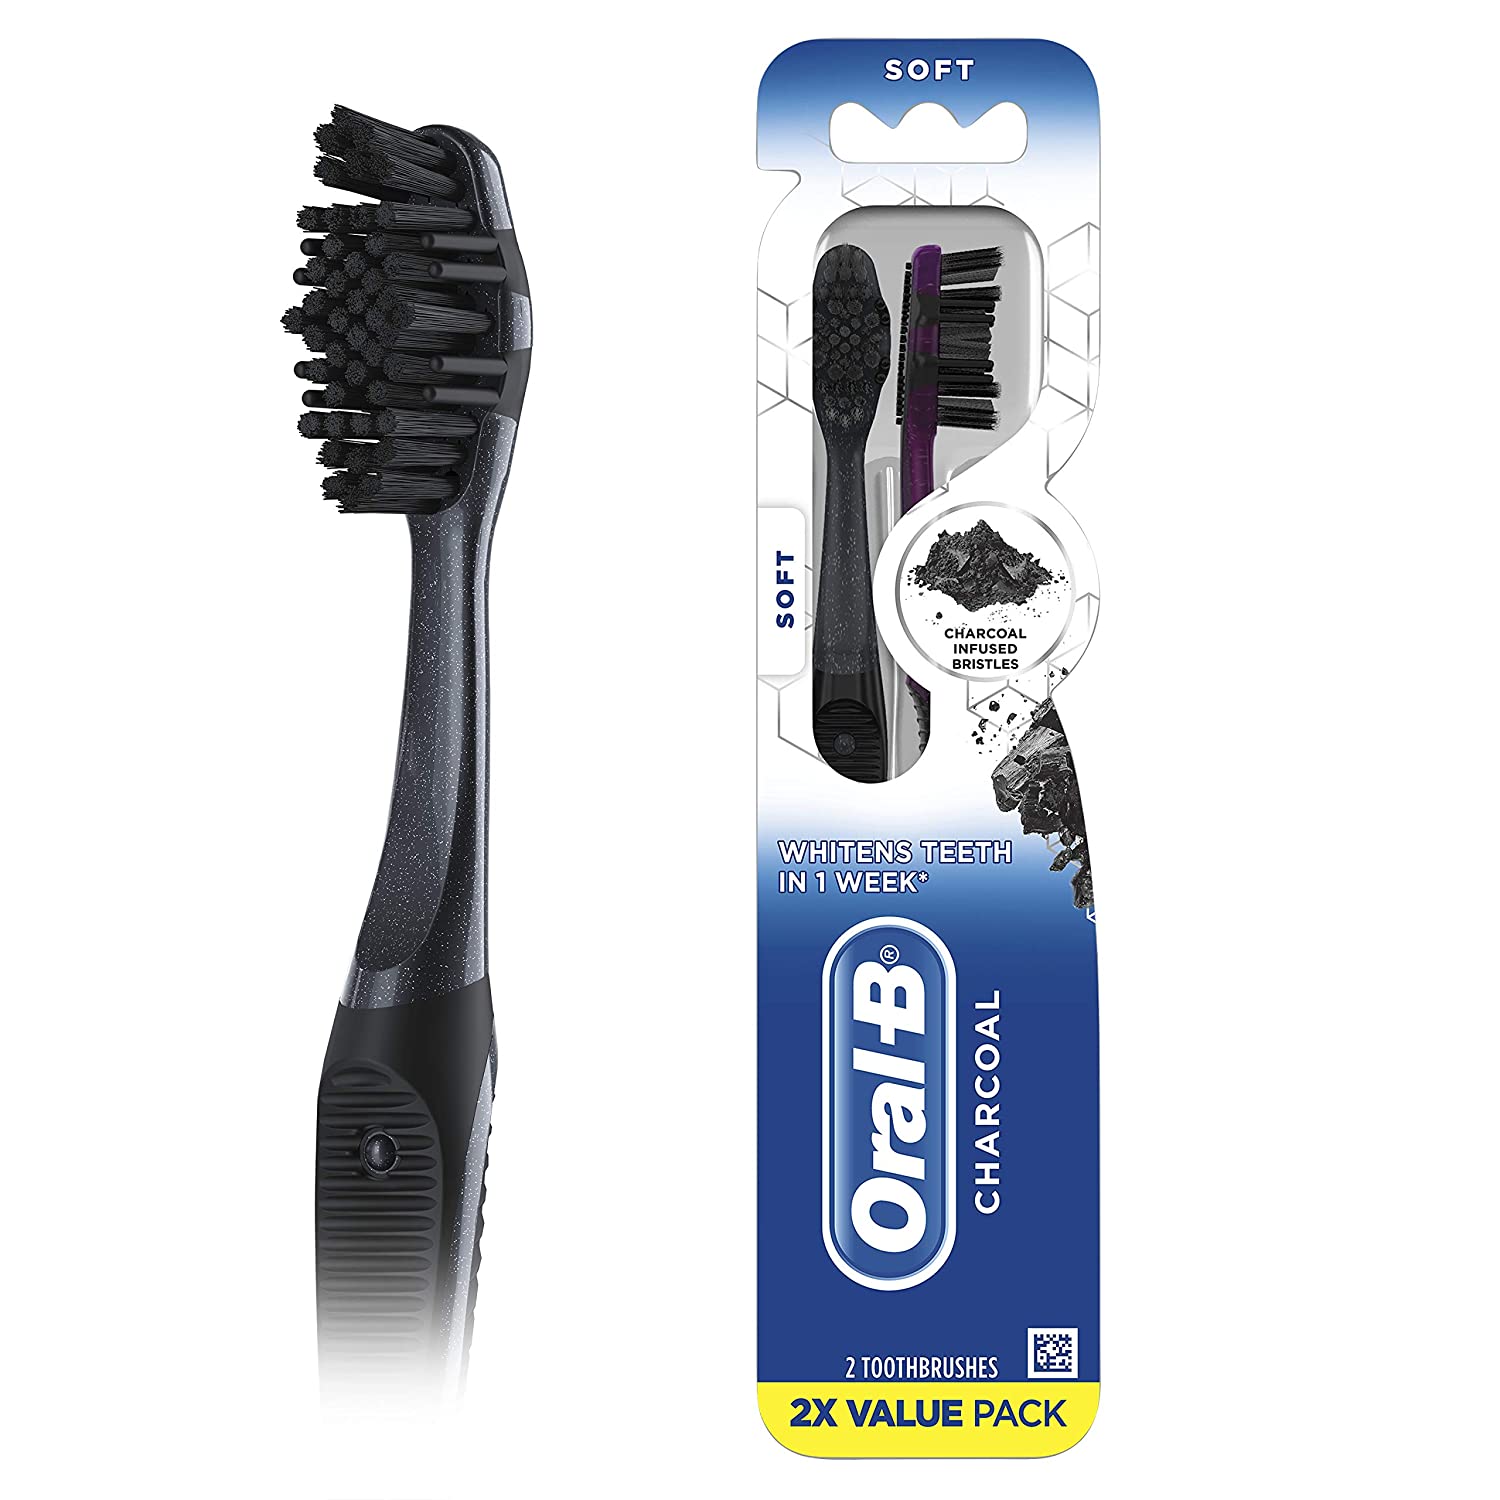 SOFT
SOFT
CHARCOAL
INFUSED
BRISTLES
WHITENS TEETH
IN 1 WEEK*
Oral-B®
CHARCOAL
2 TOOTHBRUSHES
2X VALUE PACK